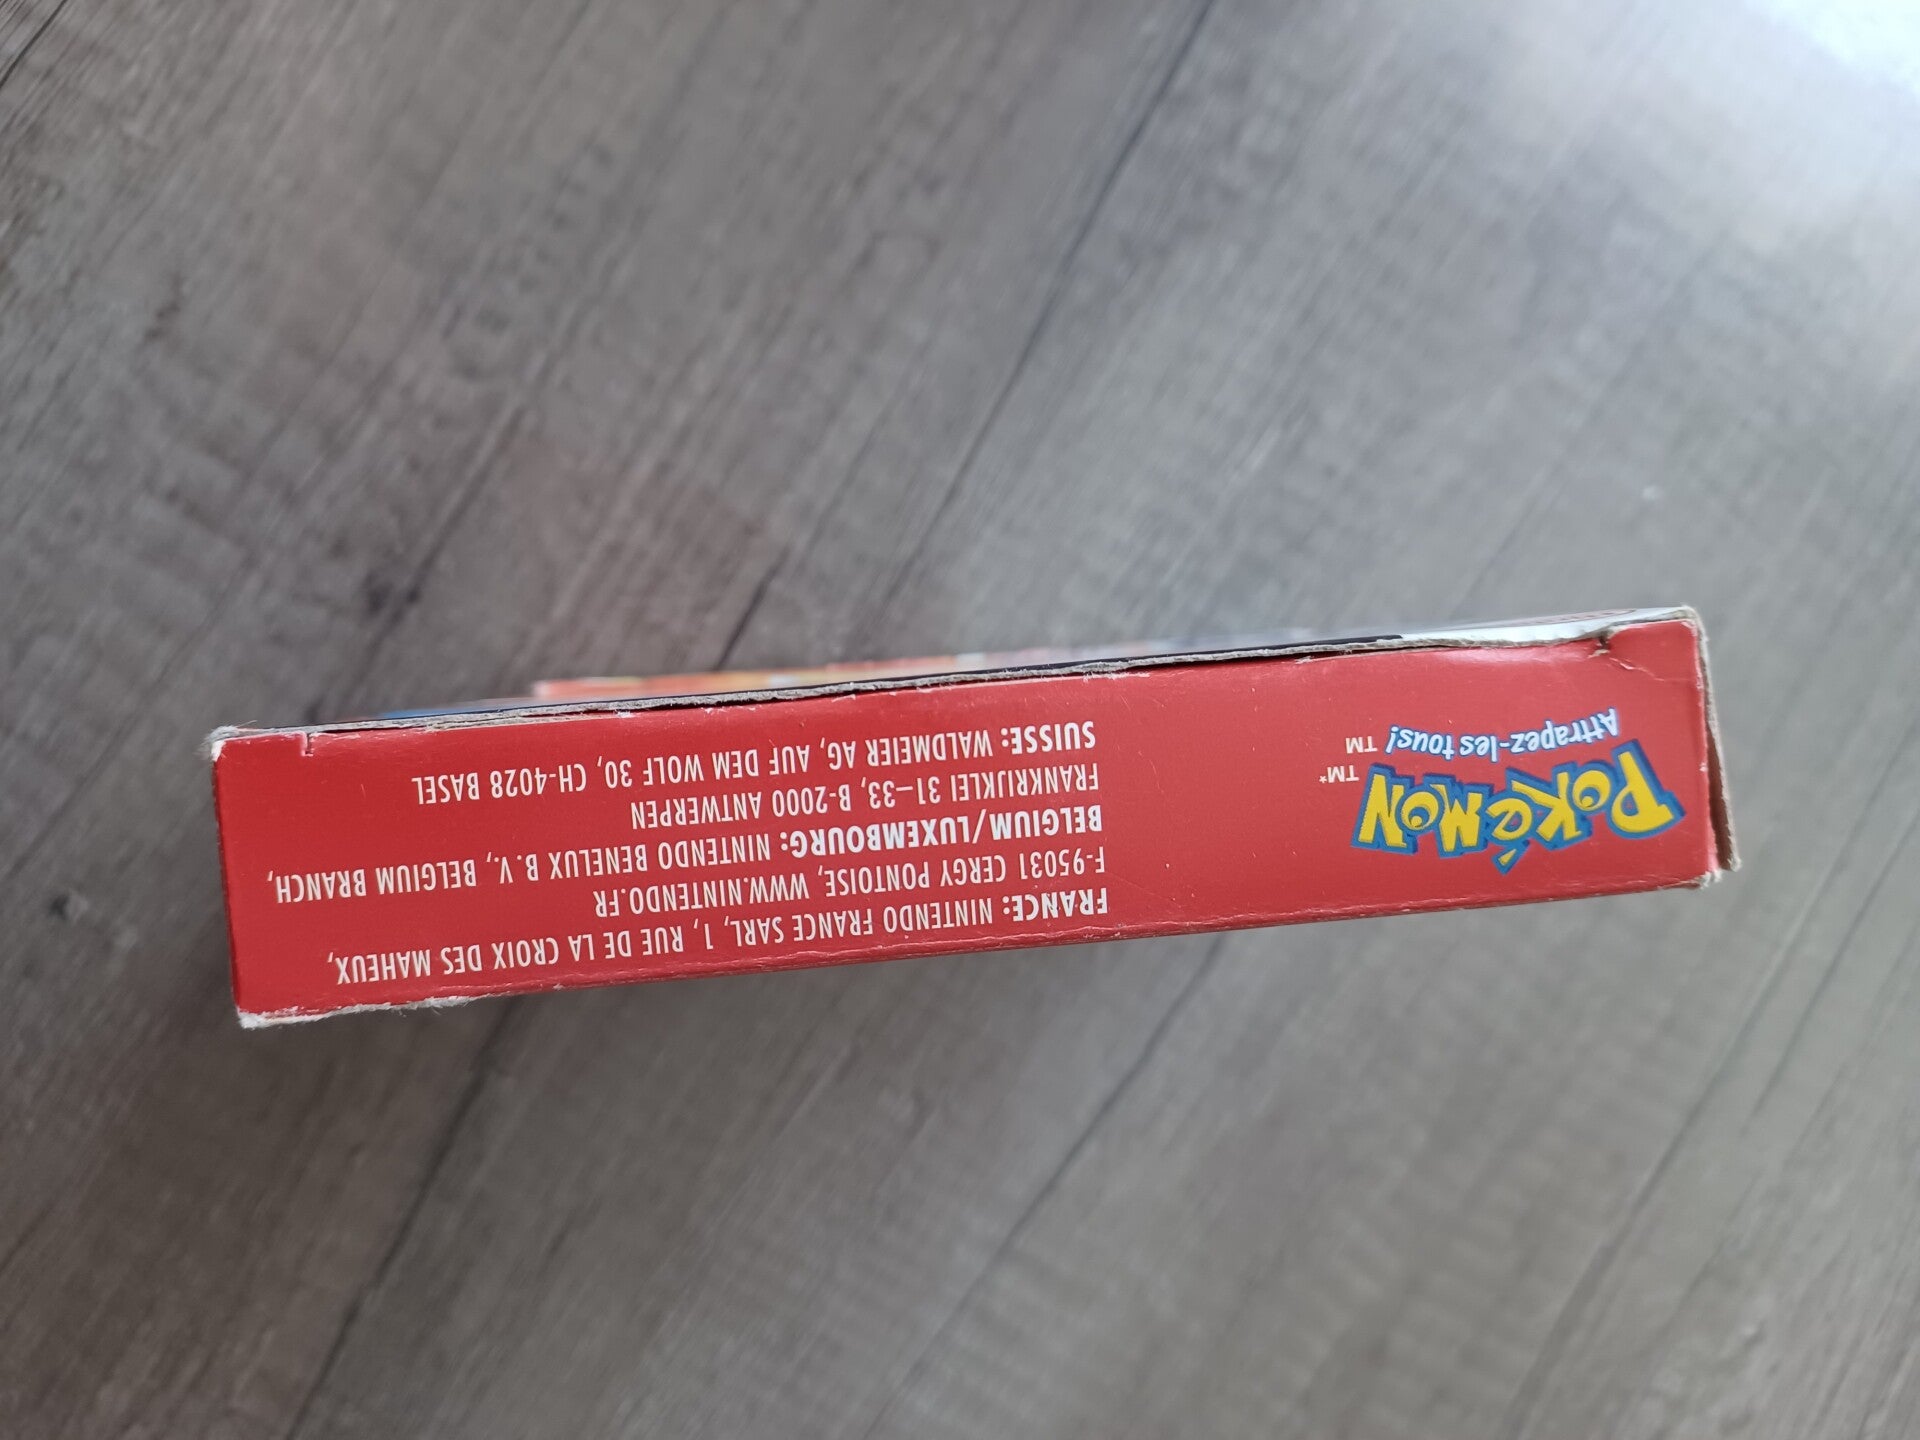 POKéMON™*
Attrapez-les tous! TM
FRANCE: NINTENDO FRANCE SARL, 1, RUE DE LA CROIX DES MAHEUX,
F-95031 CERGY PONTOISE, WWW.NINTENDO.FR
BELGIUM/LUXEMBOURG: NINTENDO BENELUX B.V., BELGIUM BRANCH,
FRANKRIJKLEI 31–33, B-2000 ANTWERPEN
SUISSE: WALDMEIER AG, AUF DEM WOLF 30, CH-4028 BASEL